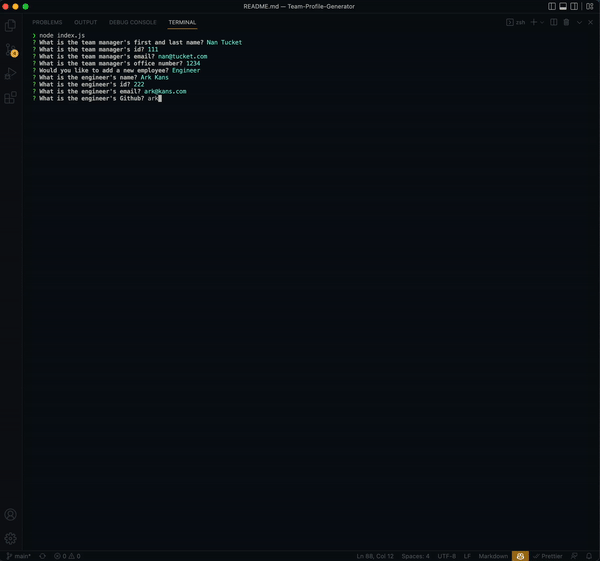 README.md — Team-Profile-Generator
PROBLEMS OUTPUT DEBUG CONSOLE TERMINAL
zsh
❯ node index.js
? What is the team manager's first and last name? Nan Tucket
? What is the team manager's id? 111
? What is the team manager's email? nan@tucket.com
? What is the team manager's office number? 1234
? Would you like to add a new employee? Engineer
? What is the engineer's name? Ark Kans
? What is the engineer's id? 222
? What is the engineer's email? ark@kans.com
? What is the engineer's Github? ark
main* 0 0 Ln 88, Col 12 Spaces: 4 UTF-8 LF Markdown Prettier